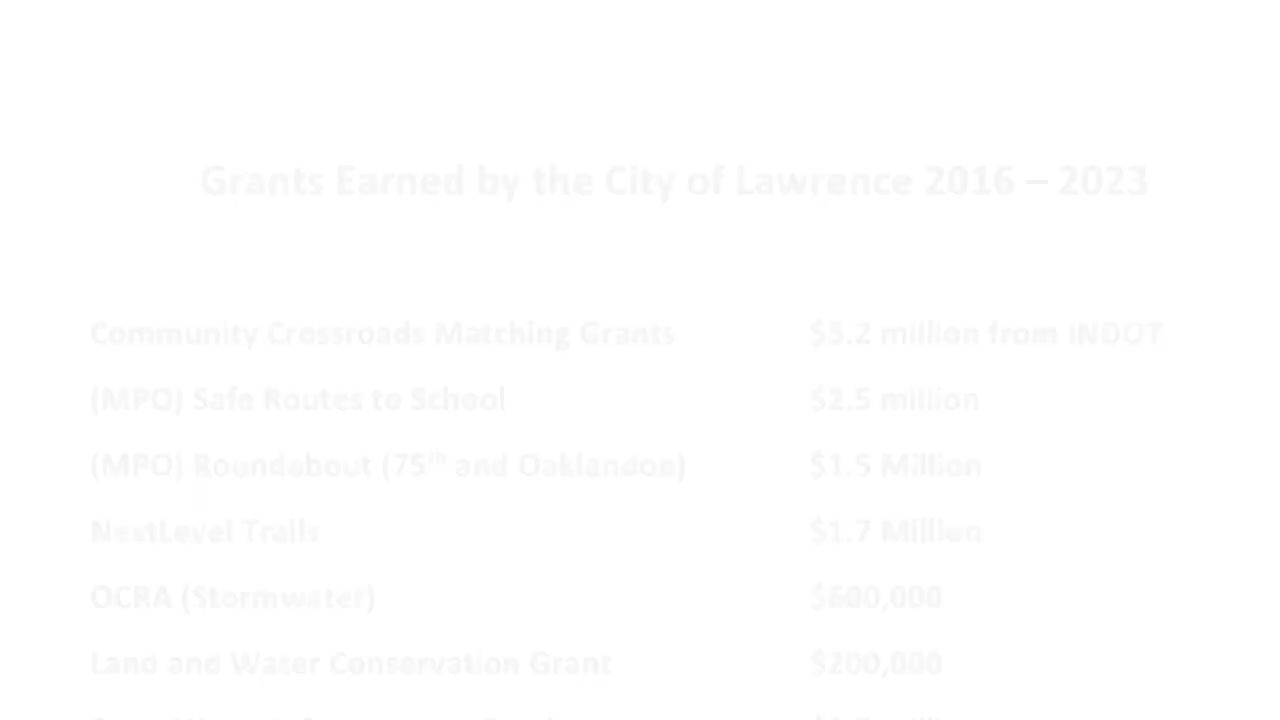 Grants Earned by the City of Lawrence 2016 – 2023
Community Crossroads Matching Grants $5.2 million from INDOT
(MPO) Safe Routes to School $2.5 million
(MPO) Roundabout (75th and Oaklandon) $1.5 Million
NextLevel Trails $1.7 Million
OCRA (Stormwater) $600,000
Land and Water Conservation Grant $200,000